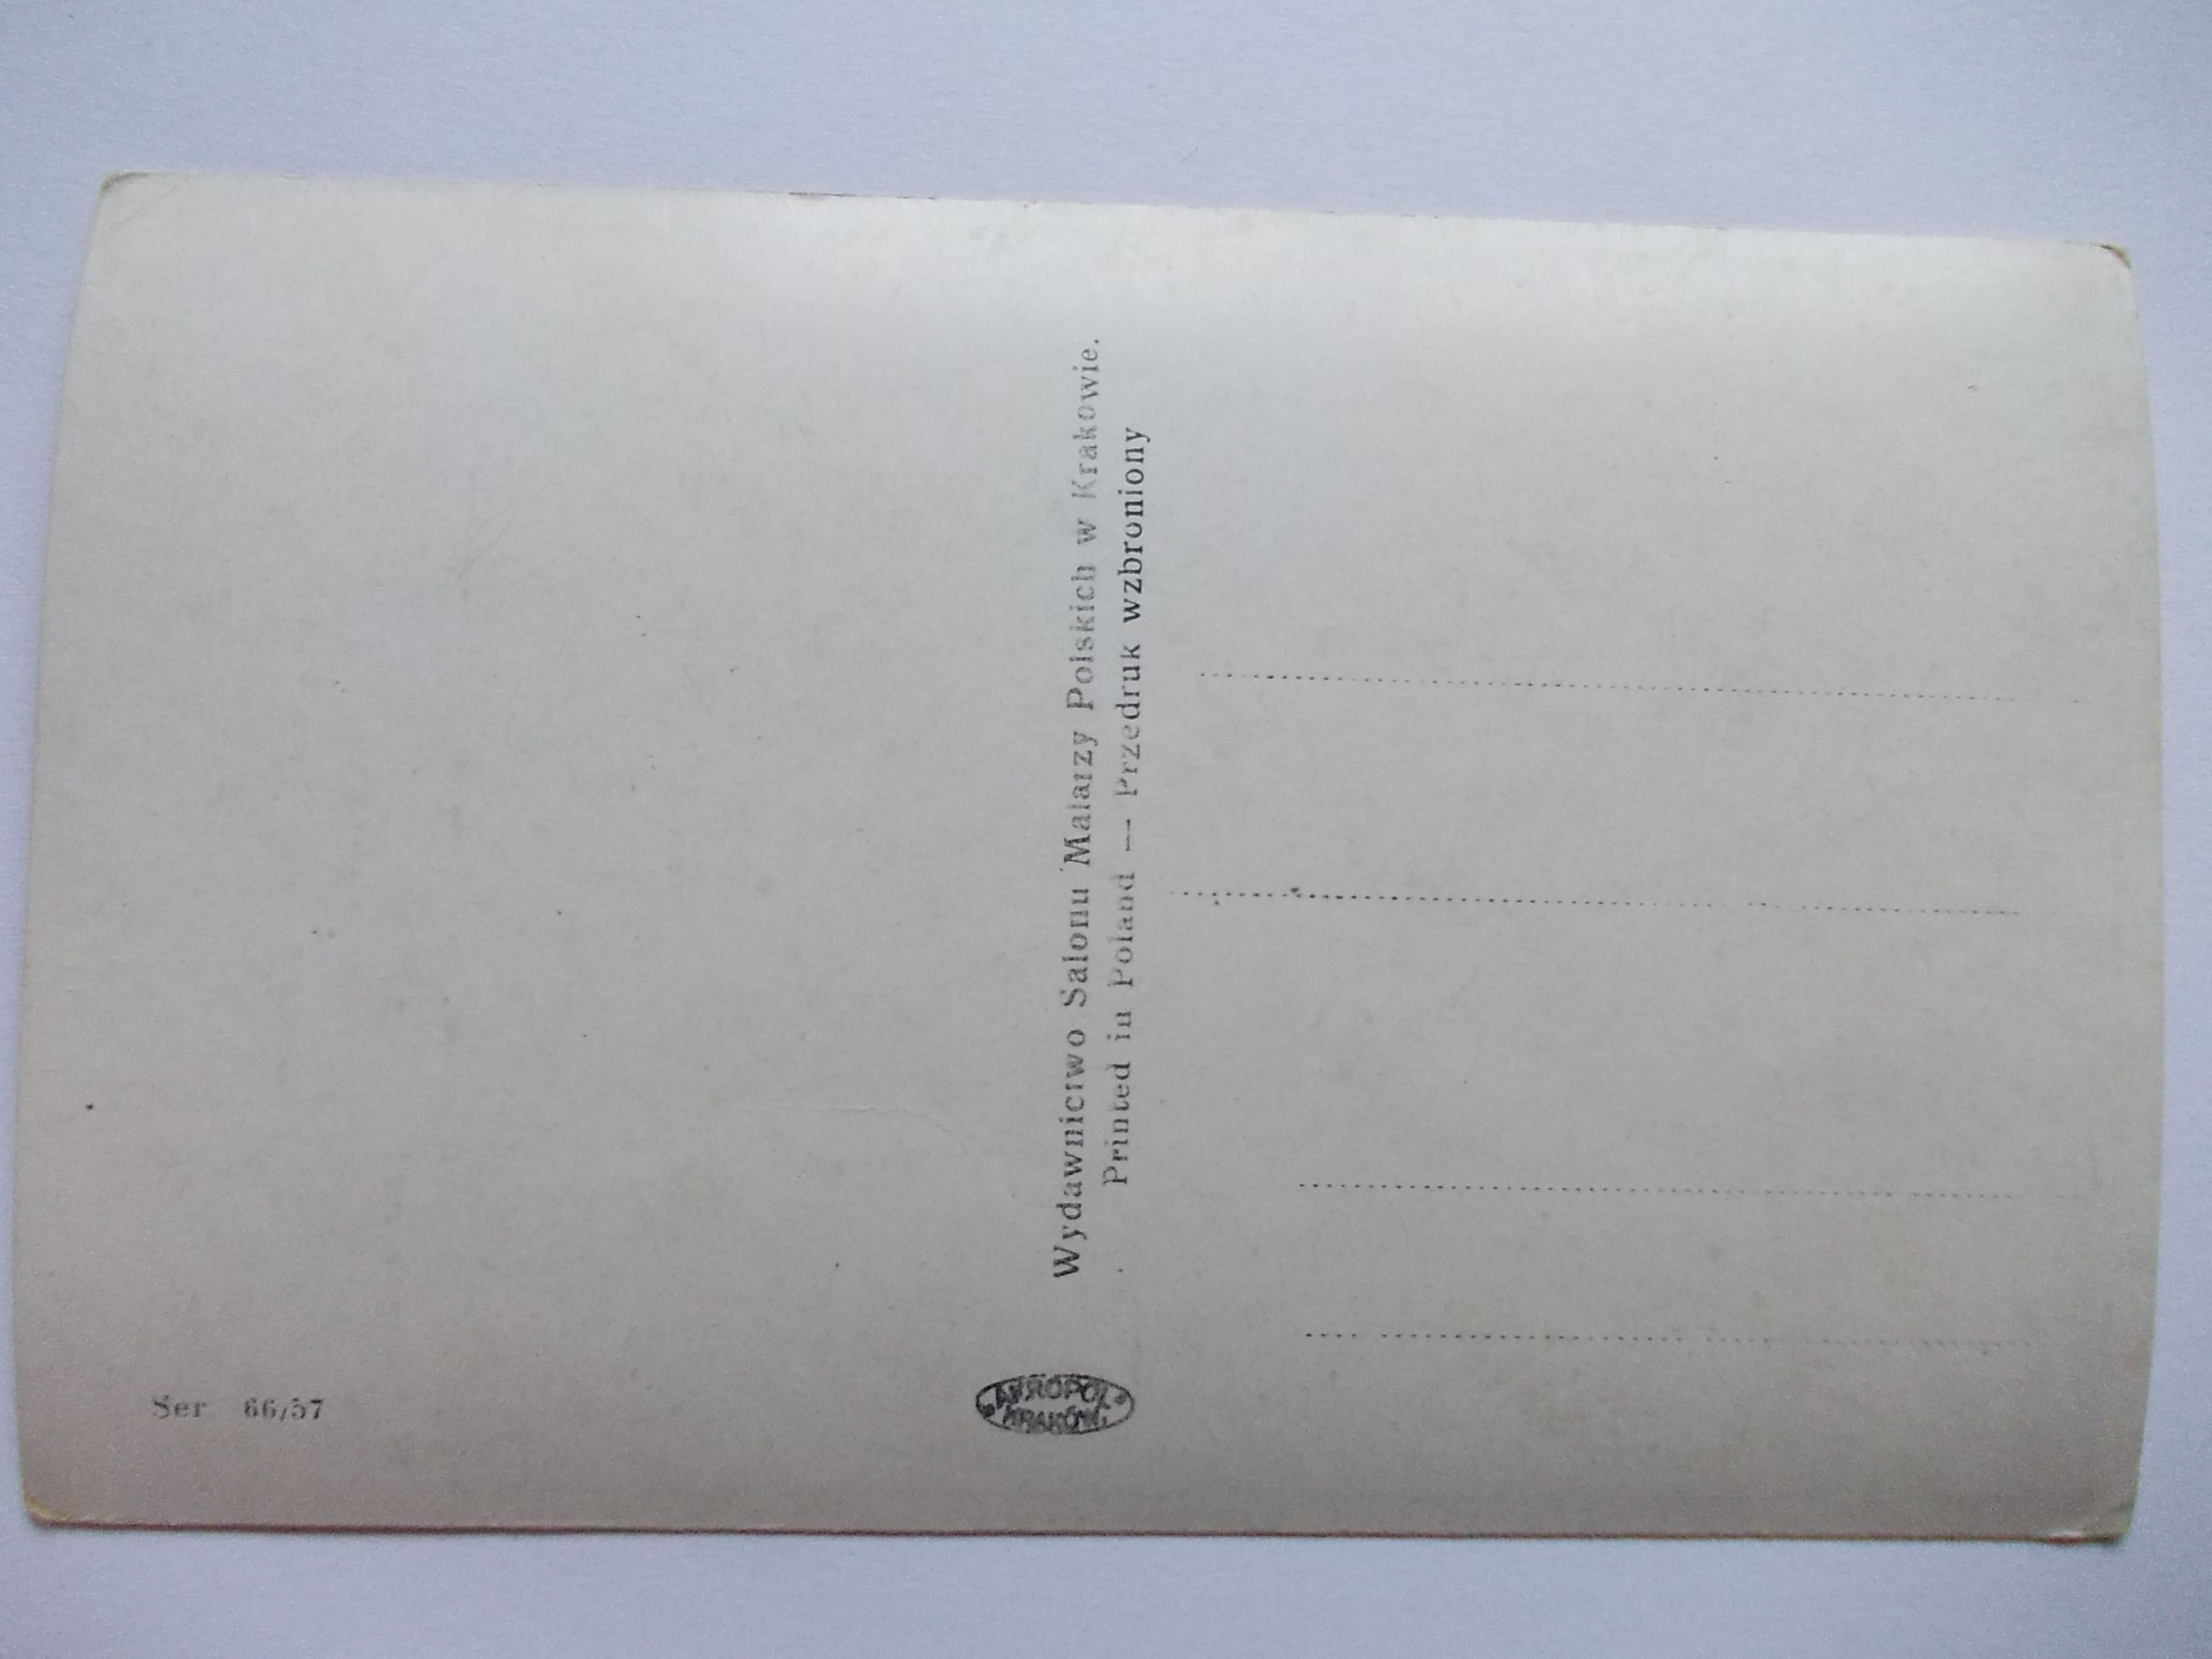 Wydawnictwo Salonu Malarzy Polskich w Krakowie.
Printed in Poland — Przedruk wzbroniony
Ser 66/57
AKROPOL
KRAKÓW